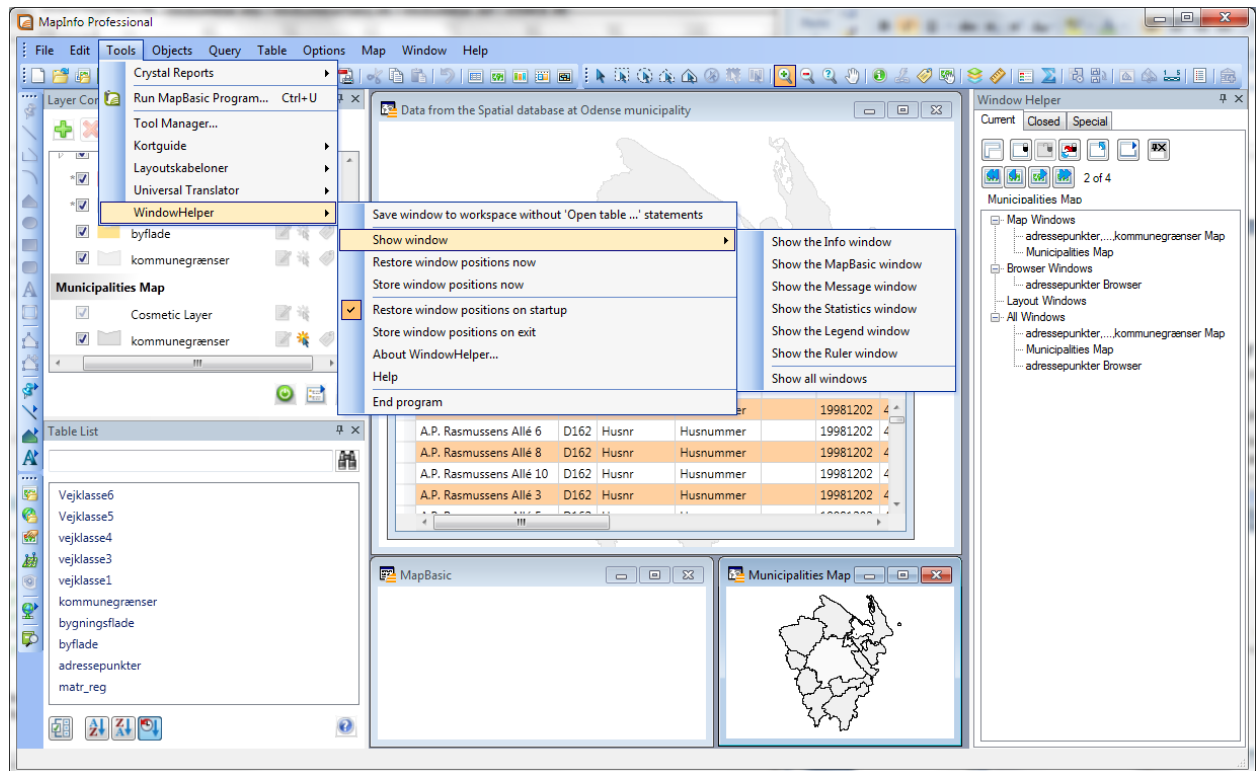 MapInfo Professional
File Edit Tools Objects Query Table Options Map Window Help
Crystal Reports
Run MapBasic Program... Ctrl+U
Tool Manager...
Kortguide
Layoutskabeloner
Universal Translator
WindowHelper
Save window to workspace without 'Open table ...' statements
Show window
Restore window positions now
Store window positions now
Restore window positions on startup
Store window positions on exit
About WindowHelper...
Help
End program
Show the Info window
Show the MapBasic window
Show the Message window
Show the Statistics window
Show the Legend window
Show the Ruler window
Show all windows
Layer
byflade
kommunegrænser
Municipalities Map
Cosmetic Layer
kommunegrænser
Table List
Vejklasse6
Vejklasse5
vejklasse4
vejklasse3
vejklasse1
kommunegrænser
bygningsflade
byflade
adressepunkter
matr_reg
Data from the Spatial database at Odense municipality
19981202 4
A.P. Rasmussens Allé 6 D162 Husnr Husnummer 19981202 4
A.P. Rasmussens Allé 8 D162 Husnr Husnummer 19981202 4
A.P. Rasmussens Allé 10 D162 Husnr Husnummer 19981202 4
A.P. Rasmussens Allé 3 D162 Husnr Husnummer 19981202 4
MapBasic
Municipalities Map
Window Helper
Current Closed Special
2 of 4
Municipalities Map
Map Windows
adressepunkter,...,kommunegrænser Map
Municipalities Map
Browser Windows
adressepunkter Browser
Layout Windows
All Windows
adressepunkter,...,kommunegrænser Map
Municipalities Map
adressepunkter Browser